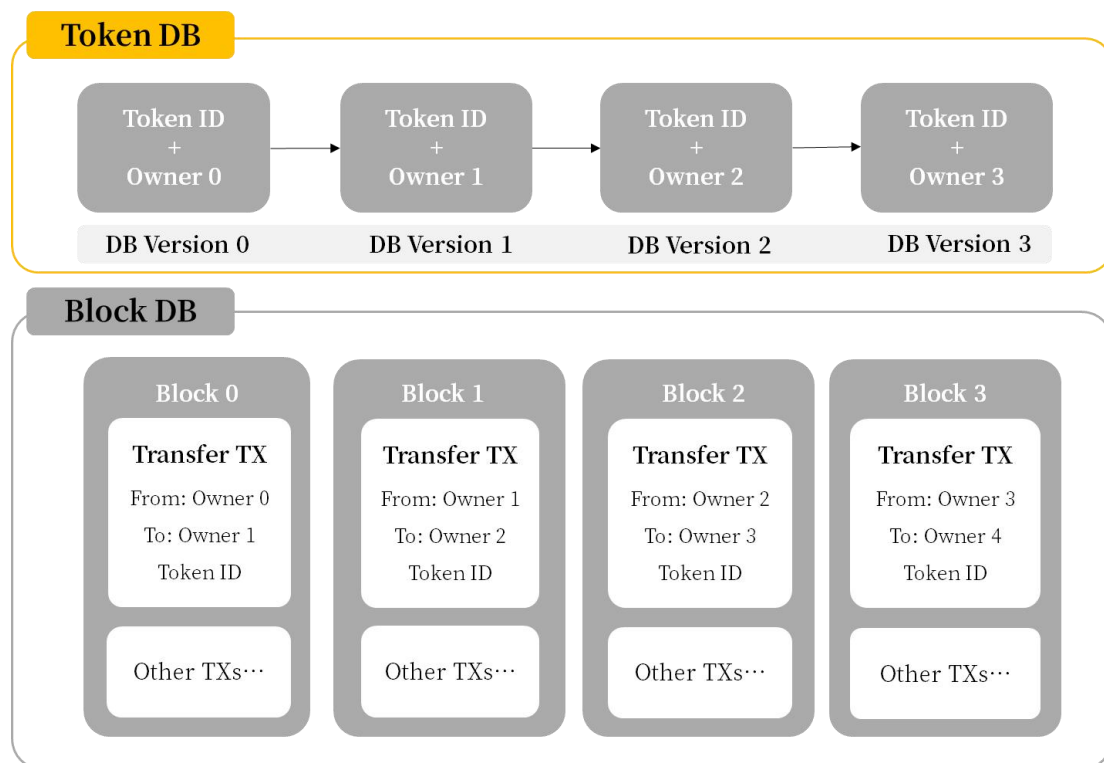 Token DB
Token ID
+
Owner 0
Token ID
+
Owner 1
Token ID
+
Owner 2
Token ID
+
Owner 3
DB Version 0
DB Version 1
DB Version 2
DB Version 3
Block DB
Block 0
Transfer TX
From: Owner 0
To: Owner 1
Token ID
Other TXs⋯
Block 1
Transfer TX
From: Owner 1
To: Owner 2
Token ID
Other TXs⋯
Block 2
Transfer TX
From: Owner 2
To: Owner 3
Token ID
Other TXs⋯
Block 3
Transfer TX
From: Owner 3
To: Owner 4
Token ID
Other TXs⋯